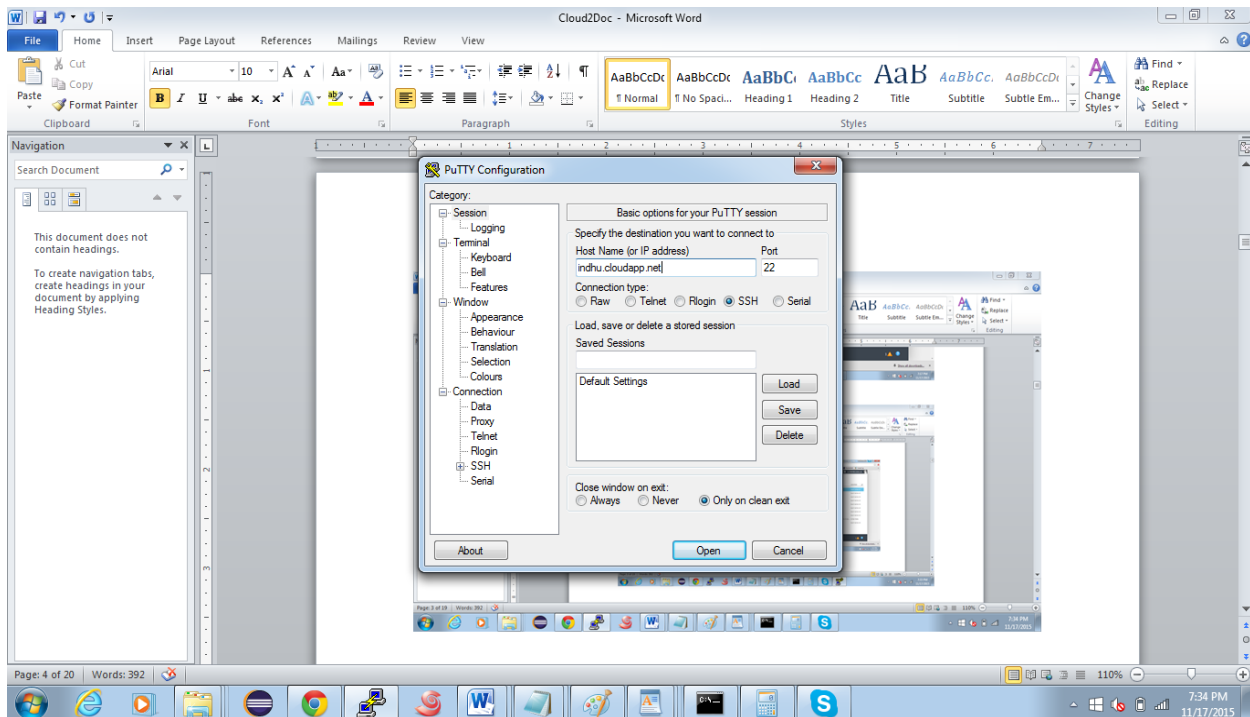 Cloud2Doc - Microsoft Word
File Home Insert Page Layout References Mailings Review View
Cut
Copy
Format Painter
Paste
Clipboard
Arial 10
Font
Paragraph
AaBbCcDc AaBbCcDc AaBbC AaBbCc AaB AaBbCc. AaBbCcDc
¶ Normal ¶ No Spaci... Heading 1 Heading 2 Title Subtitle Subtle Em...
Change Styles
Styles
Find
Replace
Select
Editing
Navigation
Search Document
This document does not
contain headings.
To create navigation tabs,
create headings in your
document by applying
Heading Styles.
PuTTY Configuration
Category:
Session
Logging
Terminal
Keyboard
Bell
Features
Window
Appearance
Behaviour
Translation
Selection
Colours
Connection
Data
Proxy
Telnet
Rlogin
SSH
Serial
Basic options for your PuTTY session
Specify the destination you want to connect to
Host Name (or IP address) Port
indhu.cloudapp.net 22
Connection type:
Raw Telnet Rlogin SSH Serial
Load, save or delete a stored session
Saved Sessions
Default Settings
Load
Save
Delete
Close window on exit:
Always Never Only on clean exit
About Open Cancel
Page: 4 of 20 Words: 392 110%
7:34 PM
11/17/2015